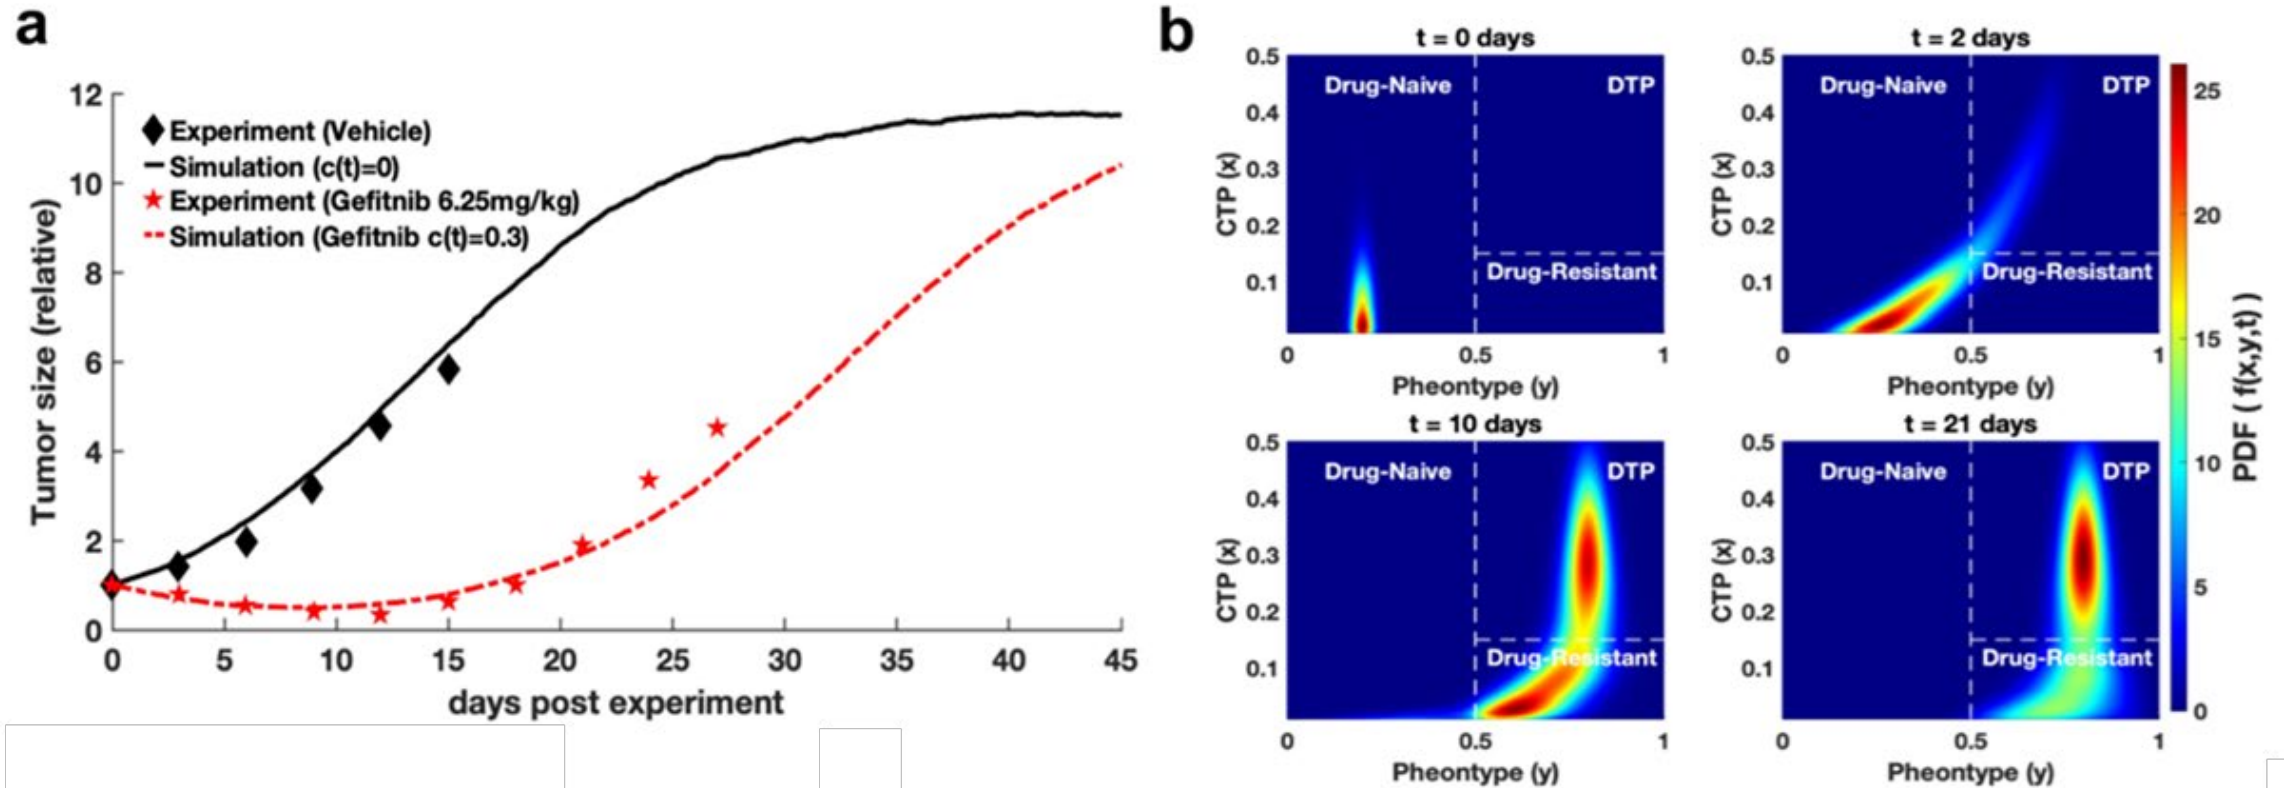 a
Tumor size (relative)
12
10
8
6
4
2
0
Experiment (Vehicle)
Simulation (c(t)=0)
Experiment (Gefitnib 6.25mg/kg)
Simulation (Gefitnib c(t)=0.3)
0 5 10 15 20 25 30 35 40 45
days post experiment
b
t = 0 days
CTP (x)
0.5
0.4
0.3
0.2
0.1
Drug-Naive DTP
Drug-Resistant
0 0.5 1
Pheontype (y)
t = 2 days
CTP (x)
0.5
0.4
0.3
0.2
0.1
Drug-Naive DTP
Drug-Resistant
0 0.5 1
Pheontype (y)
t = 10 days
CTP (x)
0.5
0.4
0.3
0.2
0.1
Drug-Naive DTP
Drug-Resistant
0 0.5 1
Pheontype (y)
t = 21 days
CTP (x)
0.5
0.4
0.3
0.2
0.1
Drug-Naive DTP
Drug-Resistant
0 0.5 1
Pheontype (y)
25
20
15
10
5
0
PDF ( f(x,y,t) )